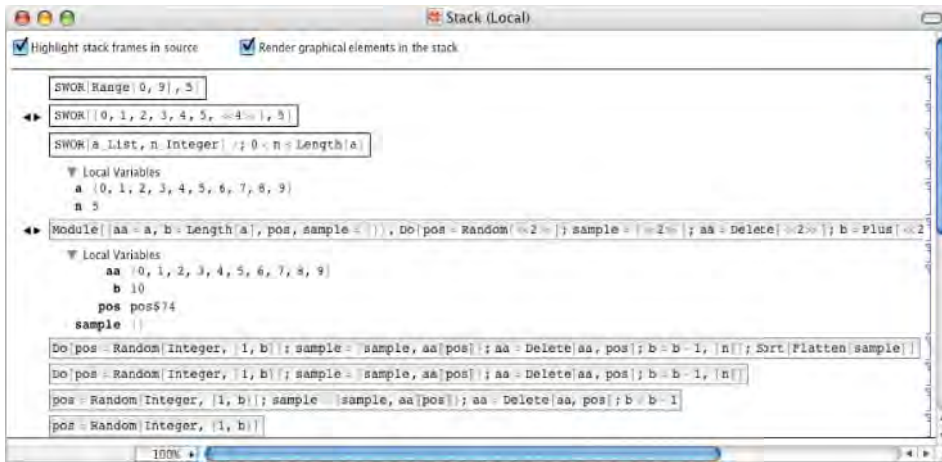 Stack (Local)
Highlight stack frames in source Render graphical elements in the stack
SWOR[Range[0, 9], 5]
SWOR[{0, 1, 2, 3, 4, 5, «4»}, 5]
SWOR[a_List, n_Integer] /; 0 < n ≤ Length[a]
▼ Local Variables
a {0, 1, 2, 3, 4, 5, 6, 7, 8, 9}
n 5
Module[{aa = a, b = Length[a], pos, sample = {}}, Do[pos = Random[«2»]; sample = {«2»}; aa = Delete[«2»]; b = Plus[«2
▼ Local Variables
aa {0, 1, 2, 3, 4, 5, 6, 7, 8, 9}
b 10
pos pos$74
sample {}
Do[pos = Random[Integer, {1, b}]; sample = {sample, aa[[pos]]}; aa = Delete[aa, pos]; b = b - 1, {n}]; Sort[Flatten[sample]]
Do[pos = Random[Integer, {1, b}]; sample = {sample, aa[[pos]]}; aa = Delete[aa, pos]; b = b - 1, {n}]
pos = Random[Integer, {1, b}]; sample = {sample, aa[[pos]]}; aa = Delete[aa, pos]; b = b - 1
pos = Random[Integer, {1, b}]
100%